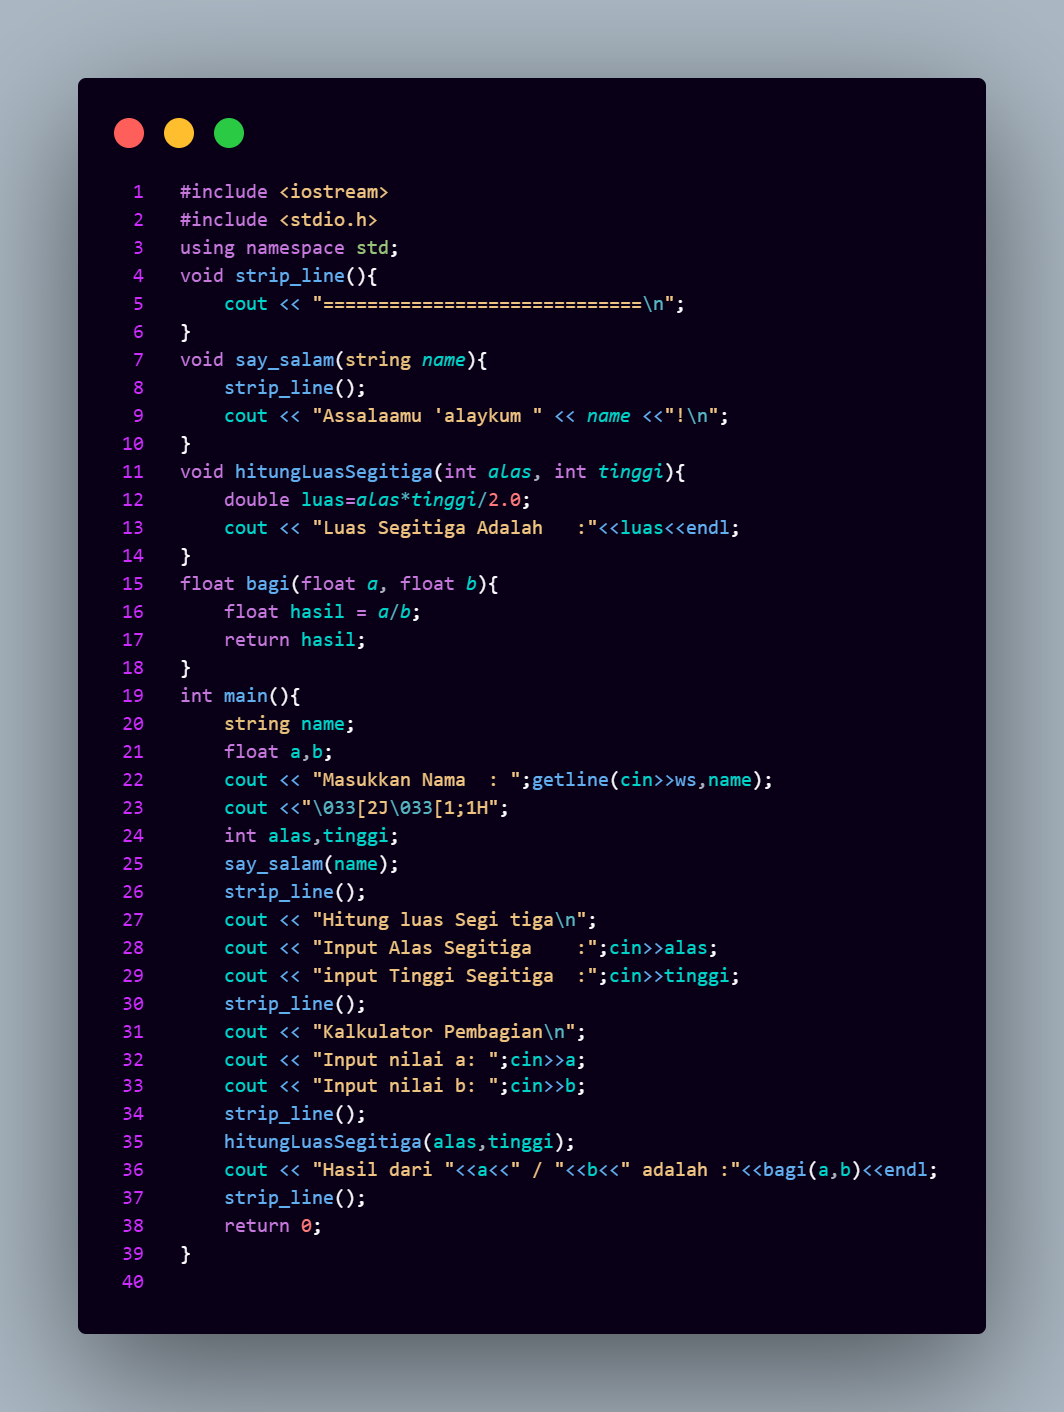 1 #include <iostream>
2 #include <stdio.h>
3 using namespace std;
4 void strip_line(){
5     cout << "=============================\n";
6 }
7 void say_salam(string name){
8     strip_line();
9     cout << "Assalaamu 'alaykum " << name <<"!\n";
10 }
11 void hitungLuasSegitiga(int alas, int tinggi){
12     double luas=alas*tinggi/2.0;
13     cout << "Luas Segitiga Adalah   :"<<luas<<endl;
14 }
15 float bagi(float a, float b){
16     float hasil = a/b;
17     return hasil;
18 }
19 int main(){
20     string name;
21     float a,b;
22     cout << "Masukkan Nama  : ";getline(cin>>ws,name);
23     cout <<"\033[2J\033[1;1H";
24     int alas,tinggi;
25     say_salam(name);
26     strip_line();
27     cout << "Hitung luas Segi tiga\n";
28     cout << "Input Alas Segitiga    :";cin>>alas;
29     cout << "input Tinggi Segitiga  :";cin>>tinggi;
30     strip_line();
31     cout << "Kalkulator Pembagian\n";
32     cout << "Input nilai a: ";cin>>a;
33     cout << "Input nilai b: ";cin>>b;
34     strip_line();
35     hitungLuasSegitiga(alas,tinggi);
36     cout << "Hasil dari "<<a<<" / "<<b<<" adalah :"<<bagi(a,b)<<endl;
37     strip_line();
38     return 0;
39 }
40